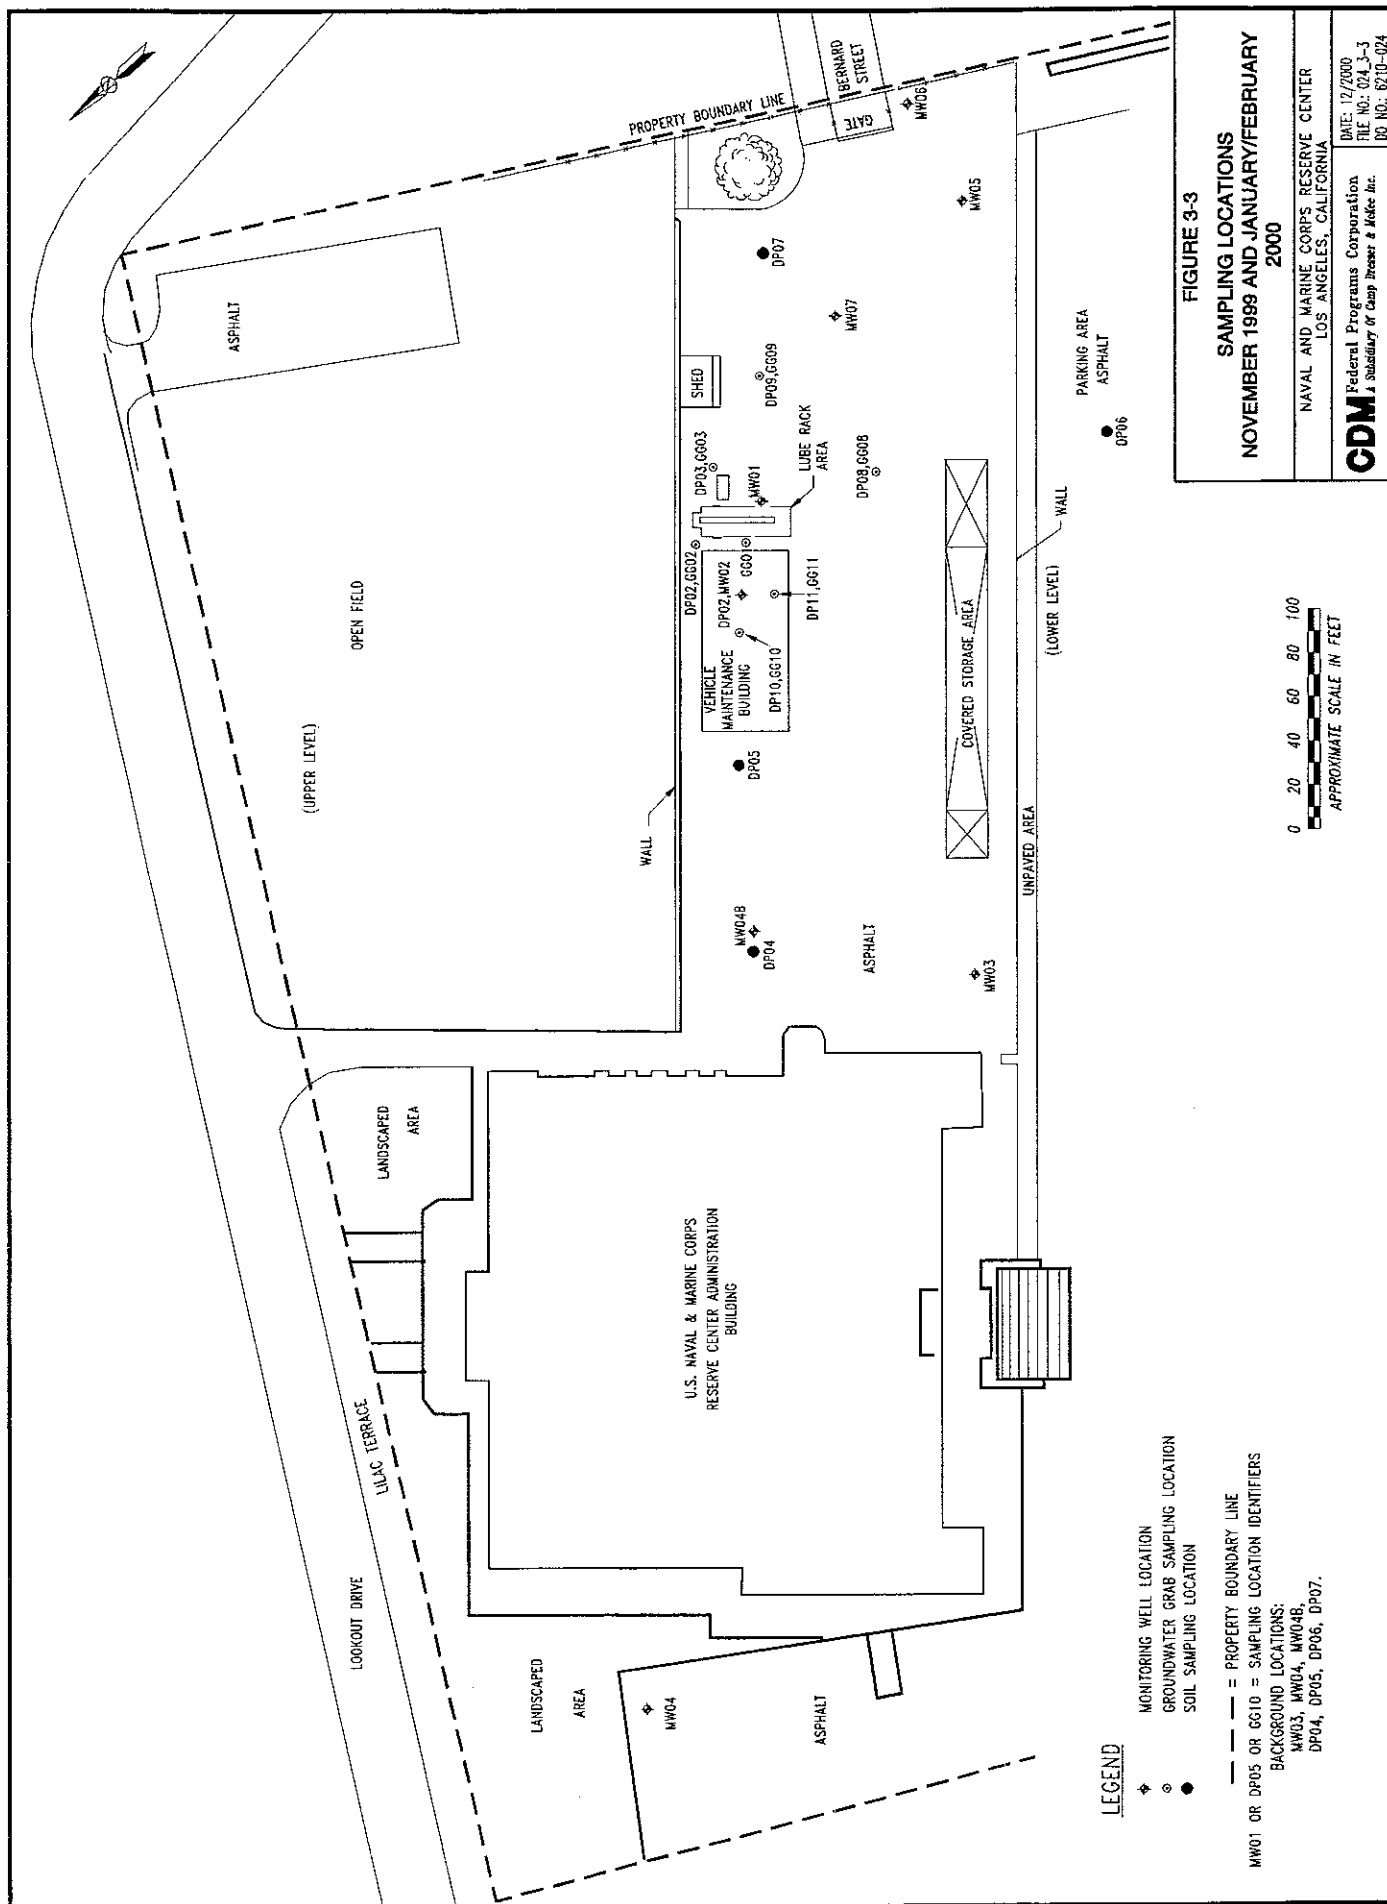 LOOKOUT DRIVE
LILAC TERRACE
(UPPER LEVEL)
OPEN FIELD
ASPHALT
PROPERTY BOUNDARY LINE
BERNARD
STREET
GATE
LANDSCAPED
AREA
LANDSCAPED
AREA
MW04
ASPHALT
U.S. NAVAL & MARINE CORPS
RESERVE CENTER ADMINISTRATION
BUILDING
WALL
MW04B
DP04
ASPHALT
MW03
DP05
VEHICLE
MAINTENANCE
BUILDING
DP10,GG10
DP02,MW02
GG01
DP11,GG11
DP02,GG02
DP03,GG03
MW01
LUBE RACK
AREA
SHED
DP09,GG09
DP08,GG08
DP07
MW07
MW05
MW06
COVERED STORAGE AREA
UNPAVED AREA
(LOWER LEVEL)
WALL
PARKING AREA
ASPHALT
DP06
LEGEND
MONITORING WELL LOCATION
GROUNDWATER GRAB SAMPLING LOCATION
SOIL SAMPLING LOCATION
= PROPERTY BOUNDARY LINE
MW01 OR DP05 OR GG10 = SAMPLING LOCATION IDENTIFIERS
BACKGROUND LOCATIONS:
MW03, MW04, MW04B,
DP04, DP05, DP06, DP07.
0 20 40 60 80 100
APPROXIMATE SCALE IN FEET
FIGURE 3-3
SAMPLING LOCATIONS
NOVEMBER 1999 AND JANUARY/FEBRUARY
2000
NAVAL AND MARINE CORPS RESERVE CENTER
LOS ANGELES, CALIFORNIA
CDM Federal Programs Corporation
A Subsidiary Of Camp Dresser & McKee Inc.
DATE: 12/2000
FILE NO.: 024_3-3
DO NO.: 6210-024